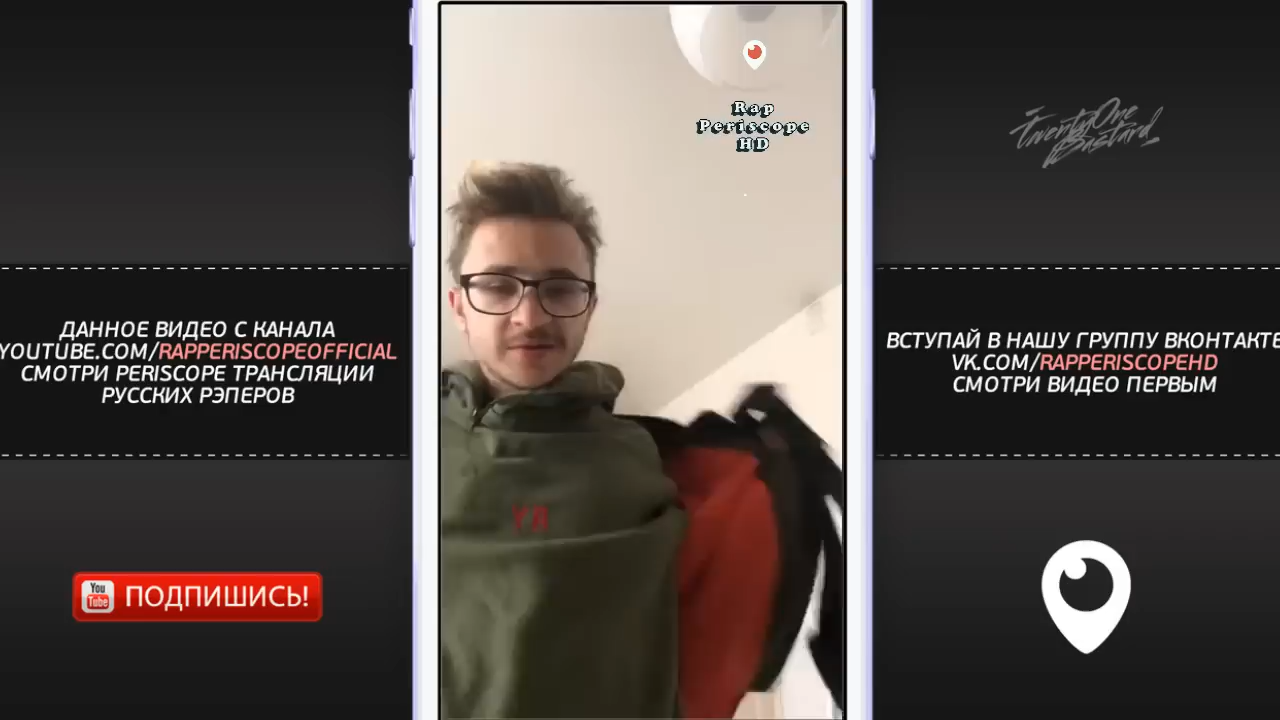 Rap
Periscope
HD
TwentyOne
Bastard
ДАННОЕ ВИДЕО С КАНАЛА
YOUTUBE.COM/RAPPERISCOPEOFFICIAL
СМОТРИ PERISCOPE ТРАНСЛЯЦИИ
РУССКИХ РЭПЕРОВ
ВСТУПАЙ В НАШУ ГРУППУ ВКОНТАКТЕ
VK.COM/RAPPERISCOPEHD
СМОТРИ ВИДЕО ПЕРВЫМ
YR
You
Tube
ПОДПИШИСЬ!